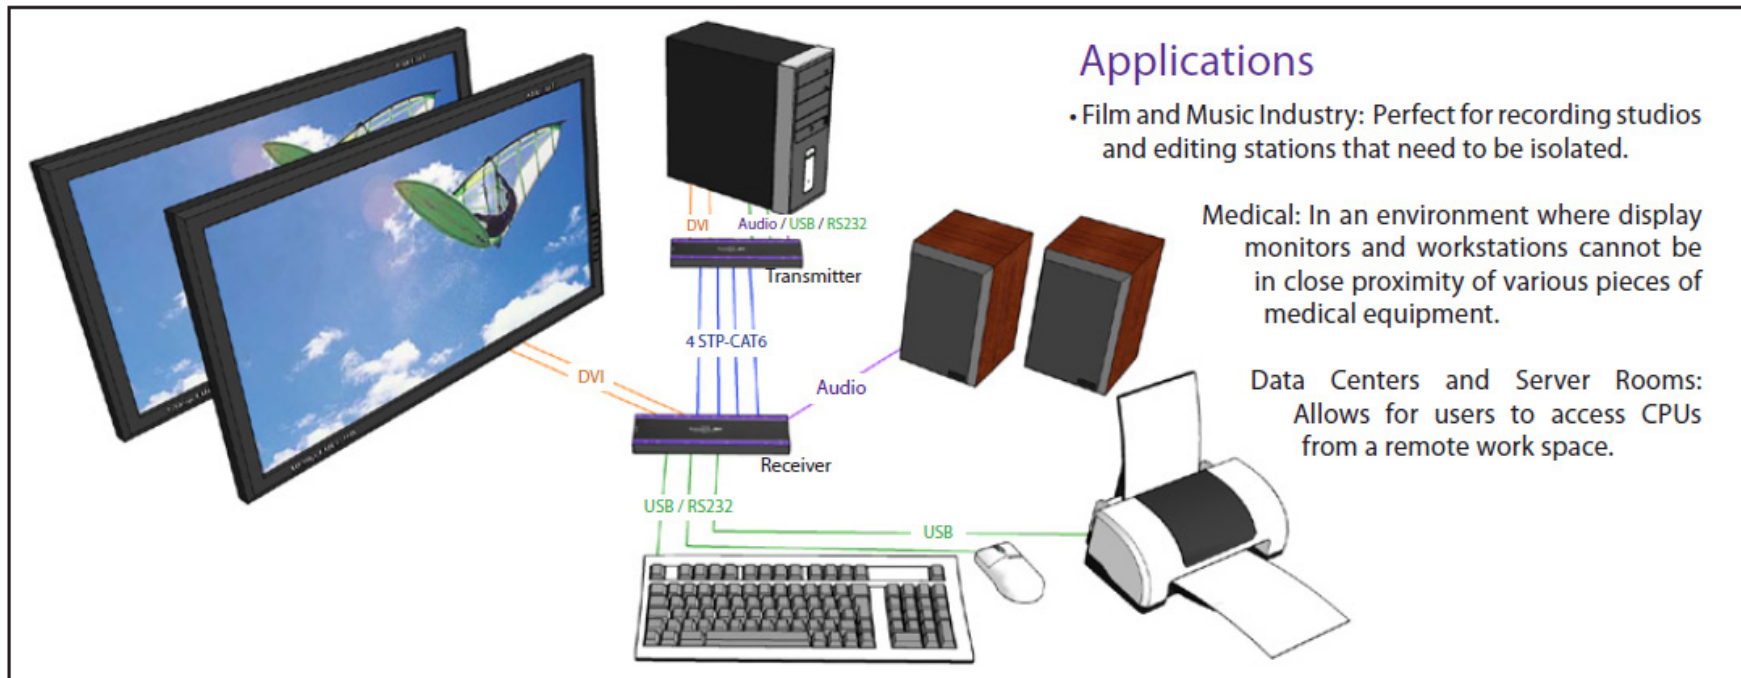 Applications
• Film and Music Industry: Perfect for recording studios
and editing stations that need to be isolated.
Medical: In an environment where display
monitors and workstations cannot be
in close proximity of various pieces of
medical equipment.
Data Centers and Server Rooms:
Allows for users to access CPUs
from a remote work space.
DVI
Audio / USB / RS232
Transmitter
4 STP-CAT6
DVI
Audio
Receiver
USB / RS232
USB